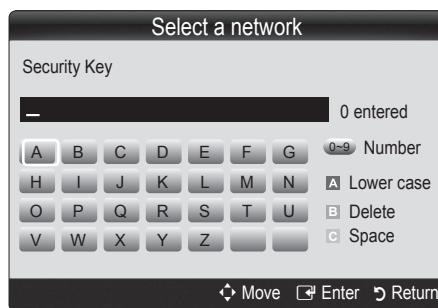 Select a network
Security Key
_
0 entered
A B C D E F G
0~9 Number
H I J K L M N
A Lower case
O P Q R S T U
B Delete
V W X Y Z
C Space
Move Enter Return